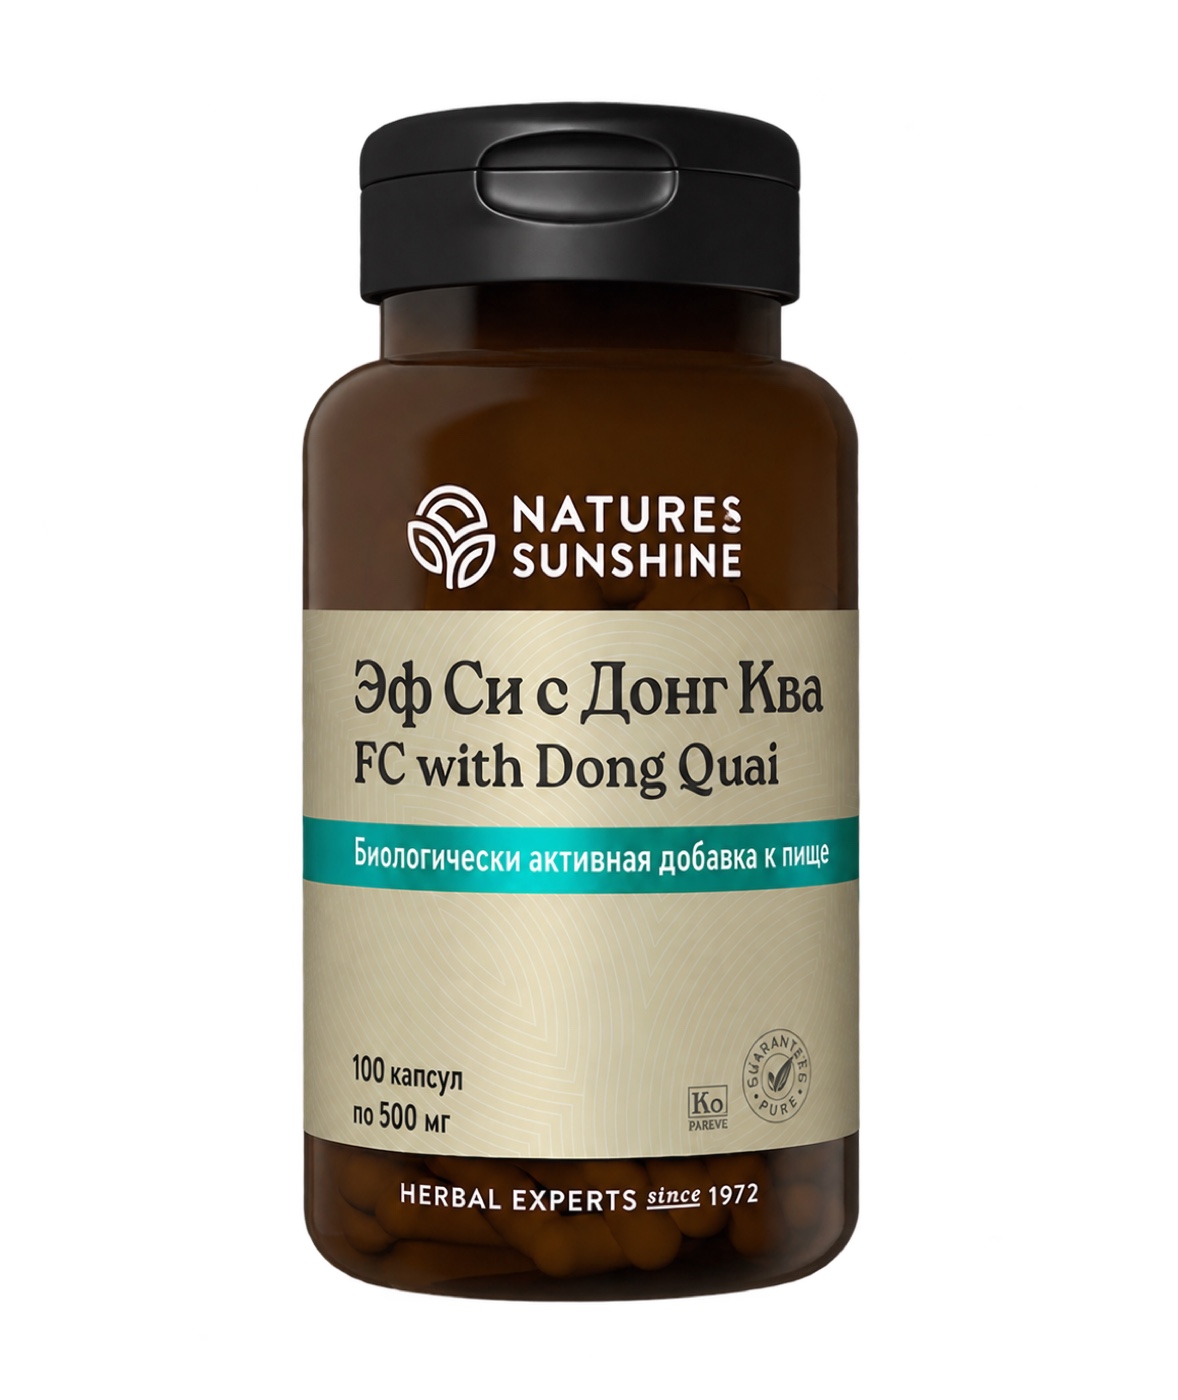 NATURES
SUNSHINE
Эф Си с Донг Ква
FC with Dong Quai
Биологически активная добавка к пище
100 капсул
по 500 мг
Ko
PAREVE
GUARANTEES
PURE
HERBAL EXPERTS since 1972